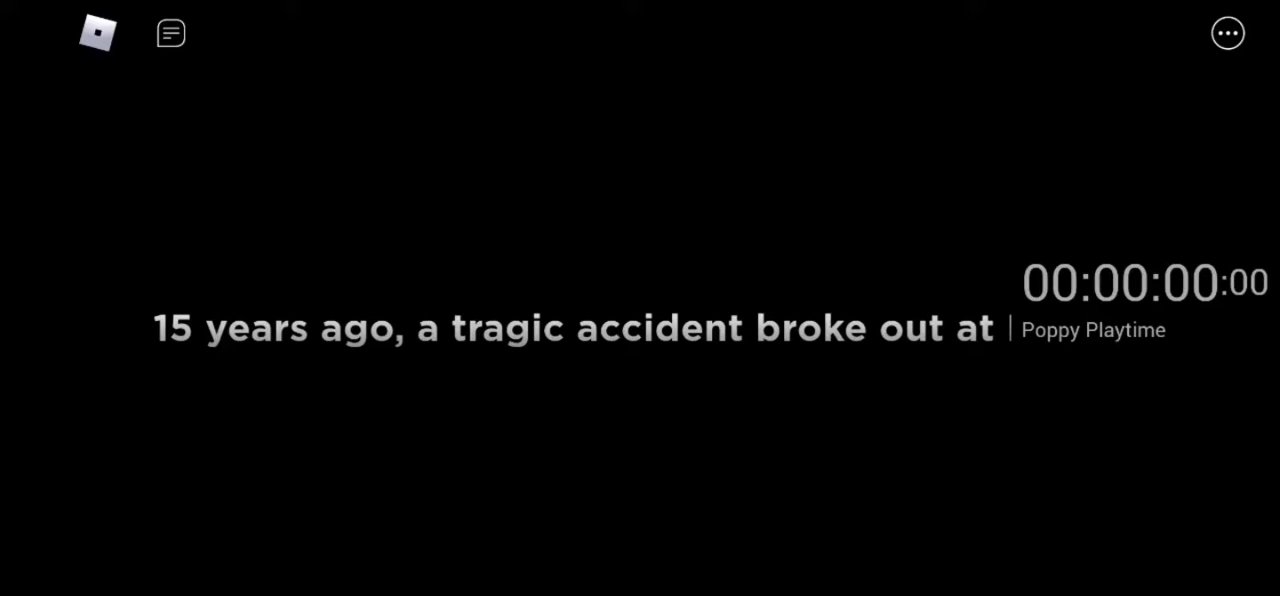 00:00:00:00
15 years ago, a tragic accident broke out at
Poppy Playtime